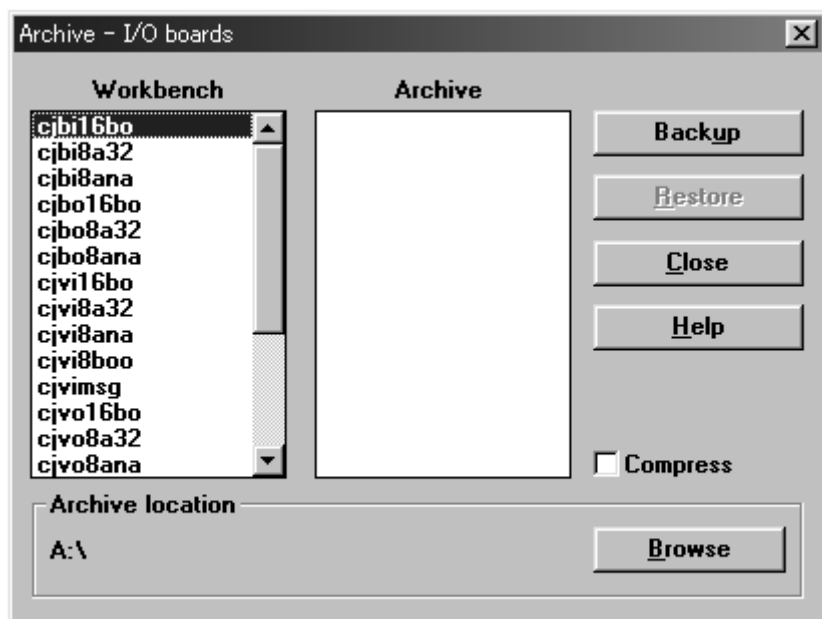 Archive - I/O boards
Workbench
cjbi16bo
cjbi8a32
cjbi8ana
cjbo16bo
cjbo8a32
cjbo8ana
cjvi16bo
cjvi8a32
cjvi8ana
cjvi8boo
cjvimsg
cjvo16bo
cjvo8a32
cjvo8ana
Archive
Backup
Restore
Close
Help
Compress
Archive location
A:\
Browse